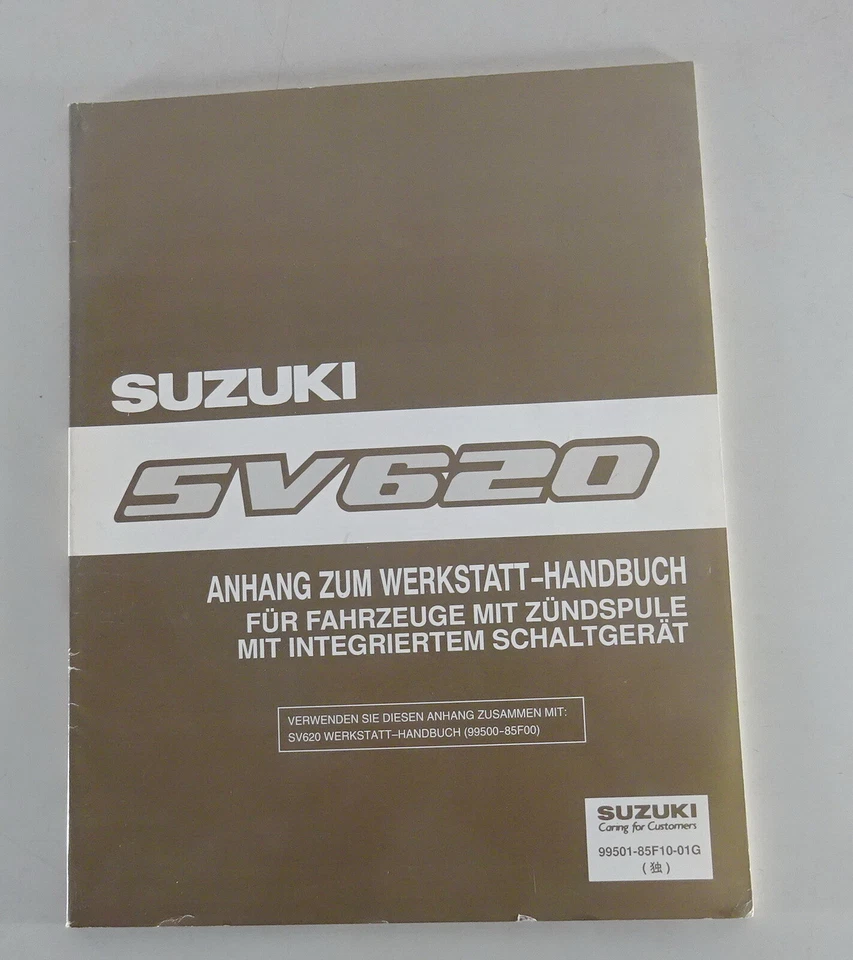 SUZUKI
SV620
ANHANG ZUM WERKSTATT-HANDBUCH
FÜR FAHRZEUGE MIT ZÜNDSPULE
MIT INTEGRIERTEM SCHALTGERÄT
VERWENDEN SIE DIESEN ANHANG ZUSAMMEN MIT:
SV620 WERKSTATT-HANDBUCH (99500-85F00)
SUZUKI
Caring for Customers
99501-85F10-01G
(独)